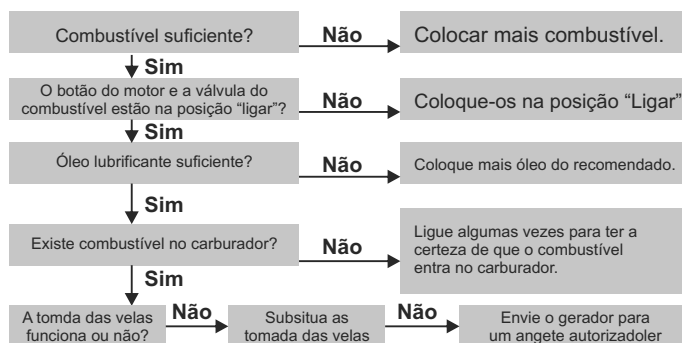 Combustível suficiente?
Não
Colocar mais combustível.
Sim
O botão do motor e a válvula do
combustível estão na posição “ligar”?
Não
Coloque-os na posição “Ligar”
Sim
Óleo lubrificante suficiente?
Não
Coloque mais óleo do recomendado.
Sim
Existe combustível no carburador?
Não
Ligue algumas vezes para ter a
certeza de que o combustível
entra no carburador.
Sim
A tomda das velas
funciona ou não?
Não
Subsitua as
tomada das velas
Não
Envie o gerador para
um angete autorizadoler